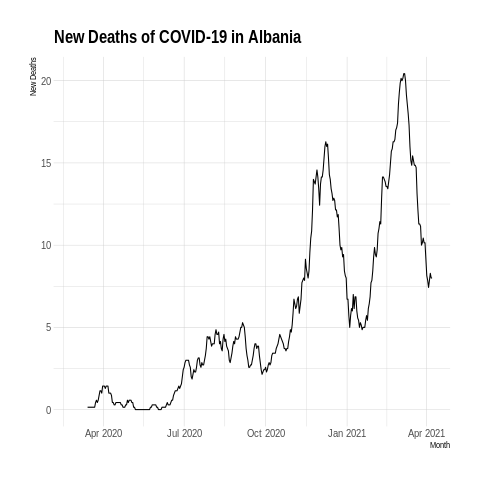 New Deaths of COVID-19 in Albania
New Deaths
20
15
10
5
0
Apr 2020 Jul 2020 Oct 2020 Jan 2021 Apr 2021
Month